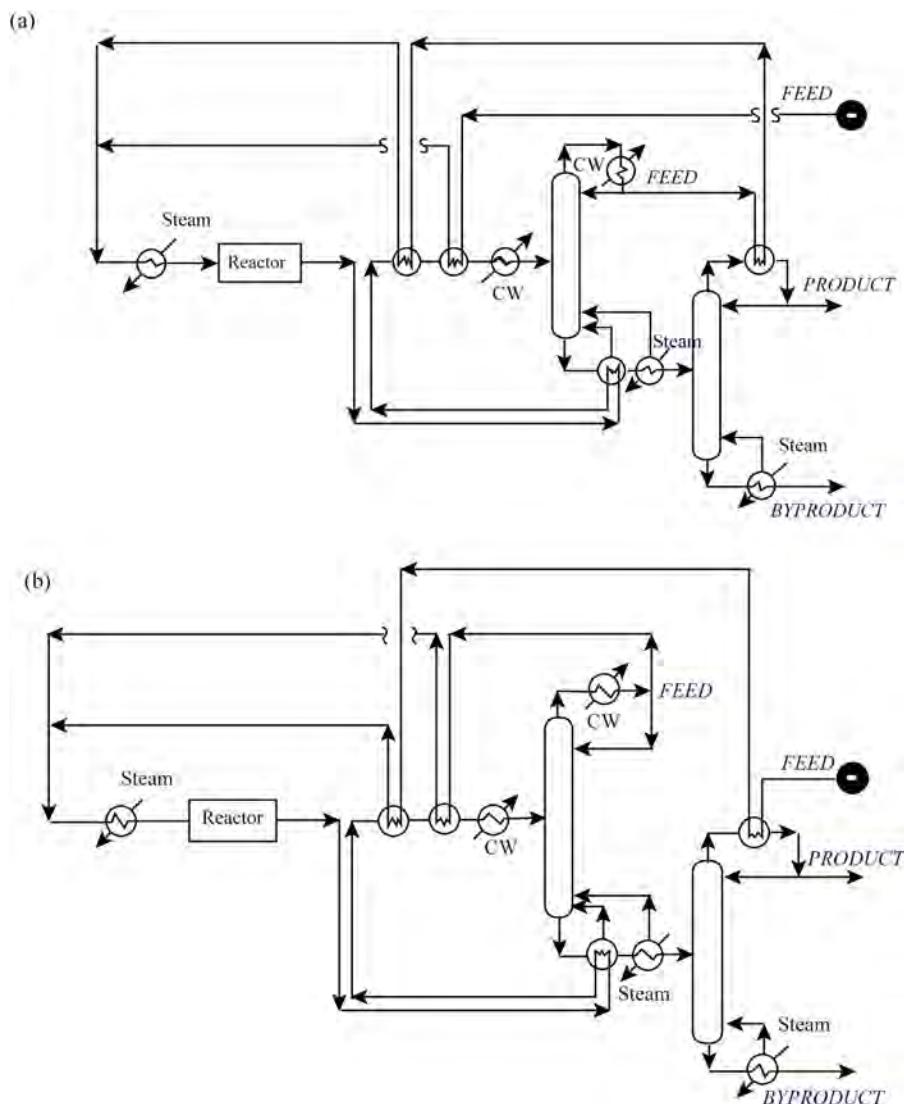 (a)
FEED
CW
FEED
Steam
Reactor
CW
PRODUCT
Steam
Steam
BYPRODUCT
(b)
FEED
CW
Steam
FEED
Reactor
CW
PRODUCT
Steam
Steam
BYPRODUCT